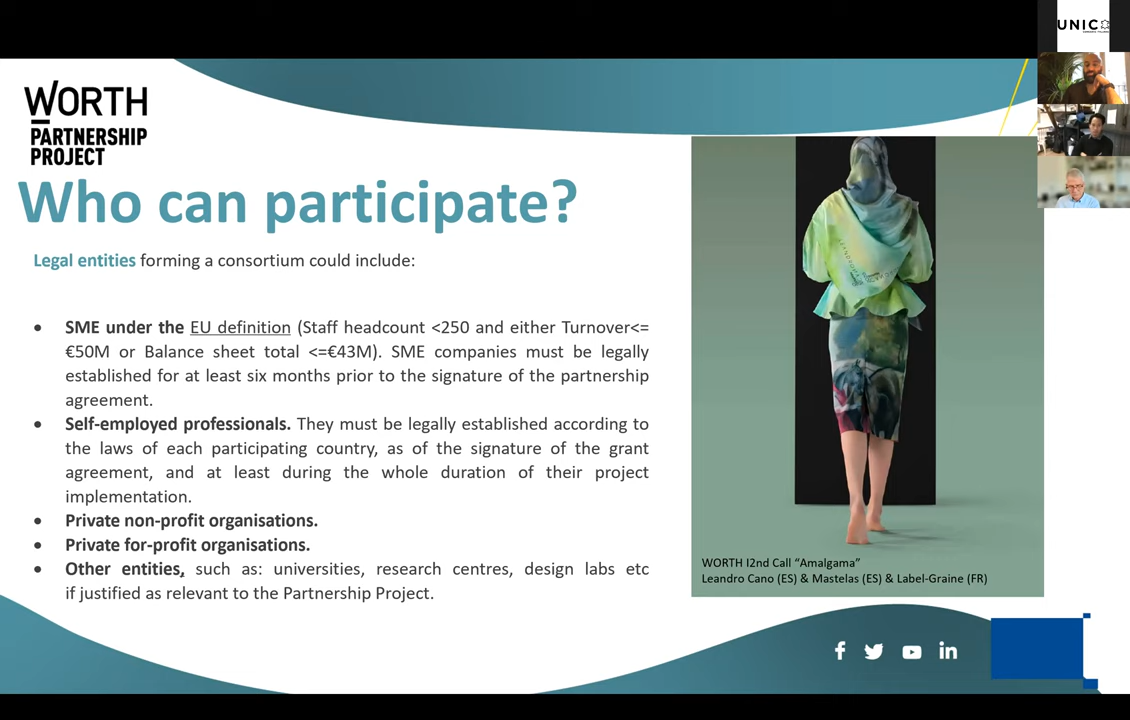 UNIC
WORTH
PARTNERSHIP
PROJECT
Who can participate?
Legal entities forming a consortium could include:
• SME under the EU definition (Staff headcount <250 and either Turnover<=
€50M or Balance sheet total <=€43M). SME companies must be legally
established for at least six months prior to the signature of the partnership
agreement.
• Self-employed professionals. They must be legally established according to
the laws of each participating country, as of the signature of the grant
agreement, and at least during the whole duration of their project
implementation.
• Private non-profit organisations.
• Private for-profit organisations.
• Other entities, such as: universities, research centres, design labs etc
if justified as relevant to the Partnership Project.
WORTH I2nd Call “Amalgama”
Leandro Cano (ES) & Mastelas (ES) & Label-Graine (FR)